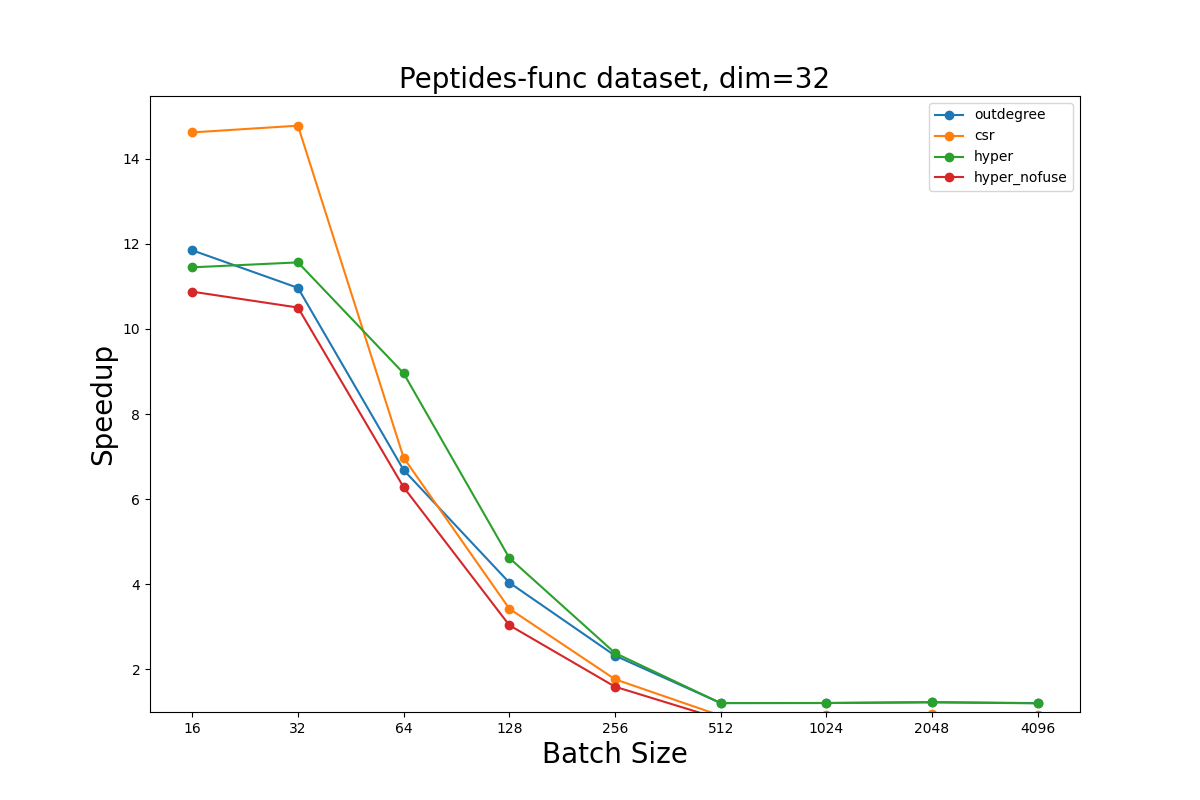 Peptides-func dataset, dim=32
outdegree
csr
hyper
hyper_nofuse
Speedup
14
12
10
8
6
4
2
16 32 64 128 256 512 1024 2048 4096
Batch Size